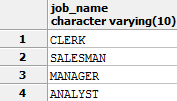 job_name
character varying(10)
1 CLERK
2 SALESMAN
3 MANAGER
4 ANALYST